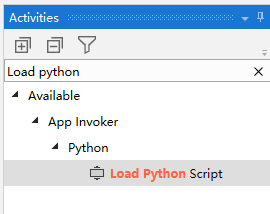 Activities
Load python
Available
App Invoker
Python
Load Python Script